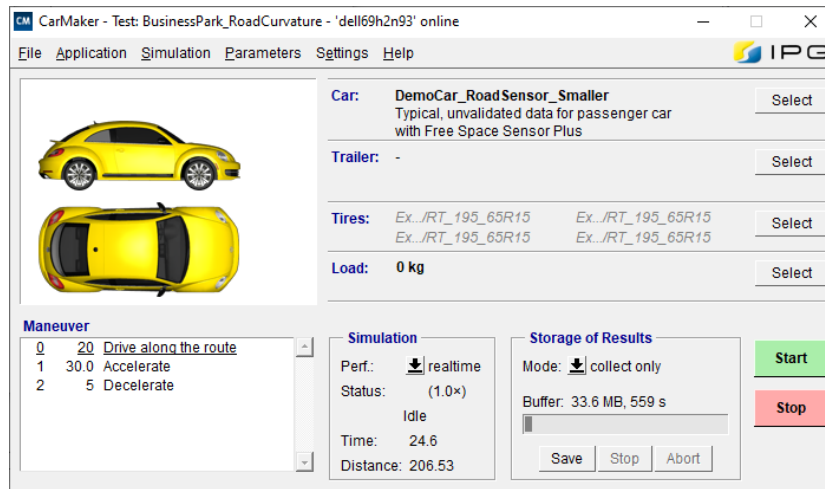 CM CarMaker - Test: BusinessPark_RoadCurvature - 'dell69h2n93' online
File Application Simulation Parameters Settings Help
IPG
Car: DemoCar_RoadSensor_Smaller Select
Typical, unvalidated data for passenger car
with Free Space Sensor Plus
Trailer: - Select
Tires: Ex.../RT_195_65R15 Ex.../RT_195_65R15 Select
Ex.../RT_195_65R15 Ex.../RT_195_65R15
Load: 0 kg Select
Maneuver
0 20 Drive along the route
1 30.0 Accelerate
2 5 Decelerate
Simulation
Perf.: realtime
Status: (1.0×)
Idle
Time: 24.6
Distance: 206.53
Storage of Results
Mode: collect only
Buffer: 33.6 MB, 559 s
Save Stop Abort
Start
Stop